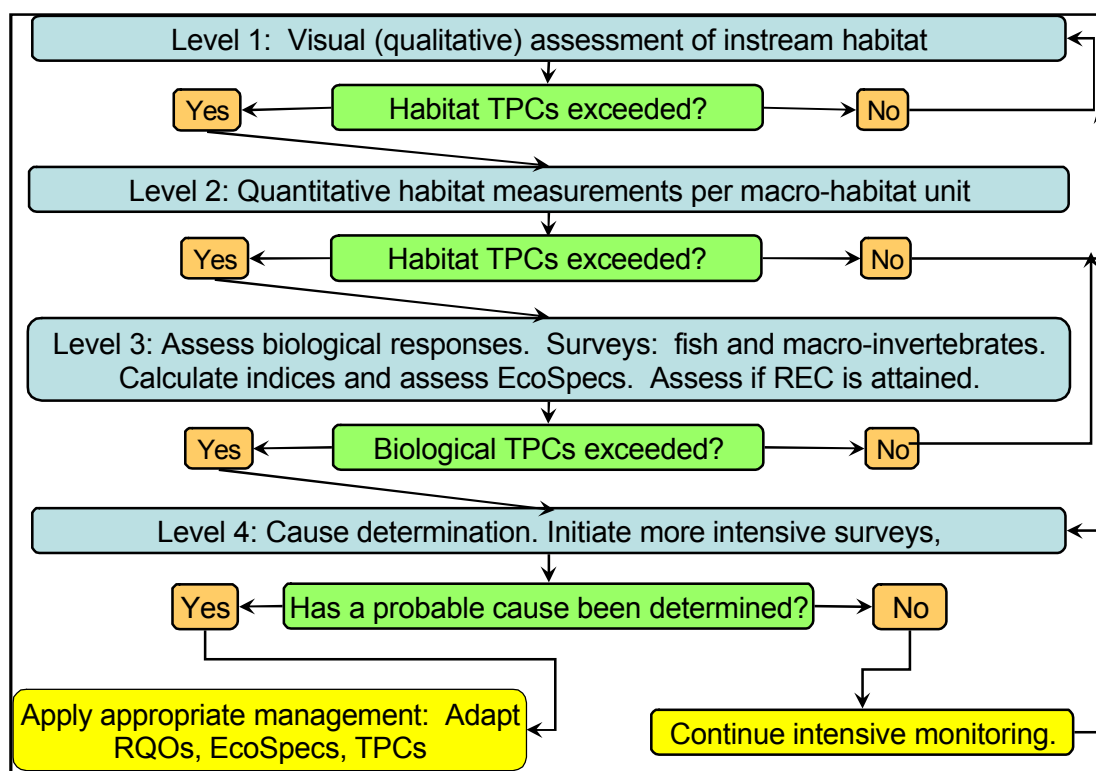 Level 1: Visual (qualitative) assessment of instream habitat
Yes
Habitat TPCs exceeded?
No
Level 2: Quantitative habitat measurements per macro-habitat unit
Yes
Habitat TPCs exceeded?
No
Level 3: Assess biological responses. Surveys: fish and macro-invertebrates.
Calculate indices and assess EcoSpecs. Assess if REC is attained.
Yes
Biological TPCs exceeded?
No
Level 4: Cause determination. Initiate more intensive surveys,
Yes
Has a probable cause been determined?
No
Apply appropriate management: Adapt
RQOs, EcoSpecs, TPCs
Continue intensive monitoring.